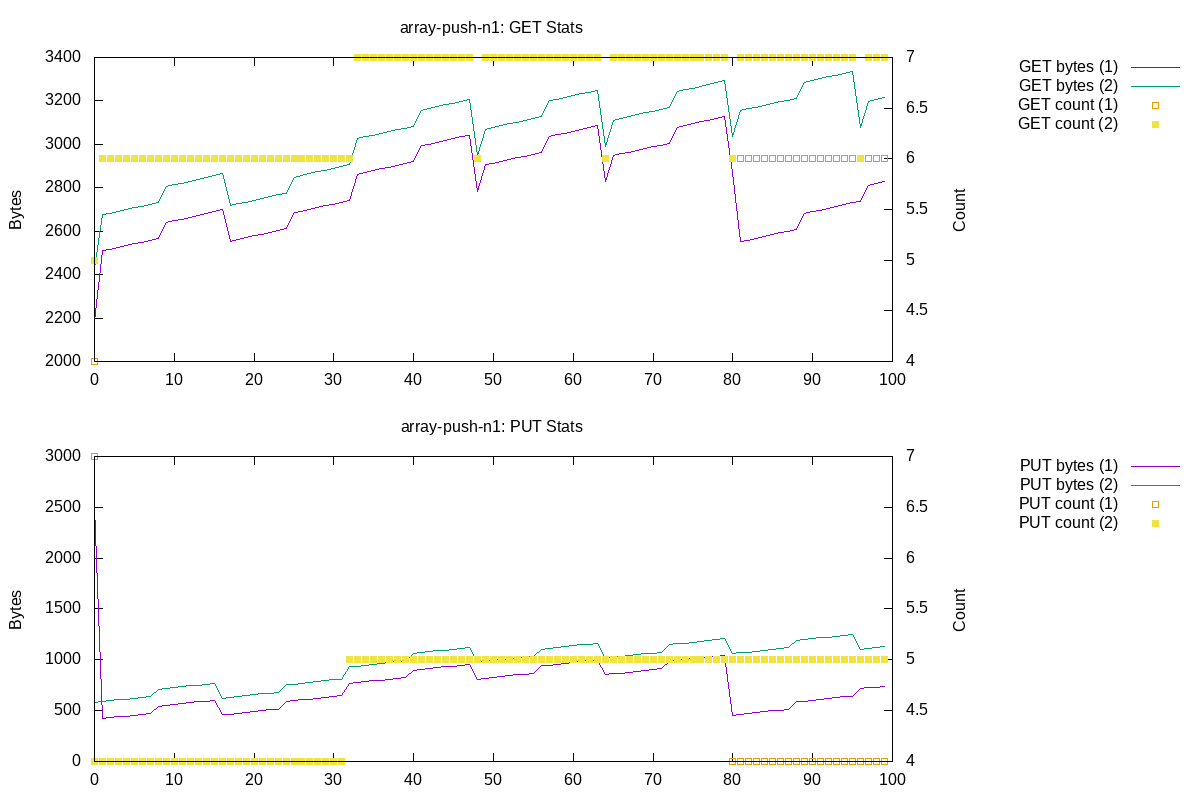 array-push-n1: GET Stats
3400
3200
3000
2800
2600
2400
2200
2000
Bytes
0 10 20 30 40 50 60 70 80 90 100
7
6.5
6
5.5
5
4.5
4
Count
GET bytes (1)
GET bytes (2)
GET count (1)
GET count (2)
array-push-n1: PUT Stats
3000
2500
2000
1500
1000
500
0
Bytes
0 10 20 30 40 50 60 70 80 90 100
7
6.5
6
5.5
5
4.5
4
Count
PUT bytes (1)
PUT bytes (2)
PUT count (1)
PUT count (2)